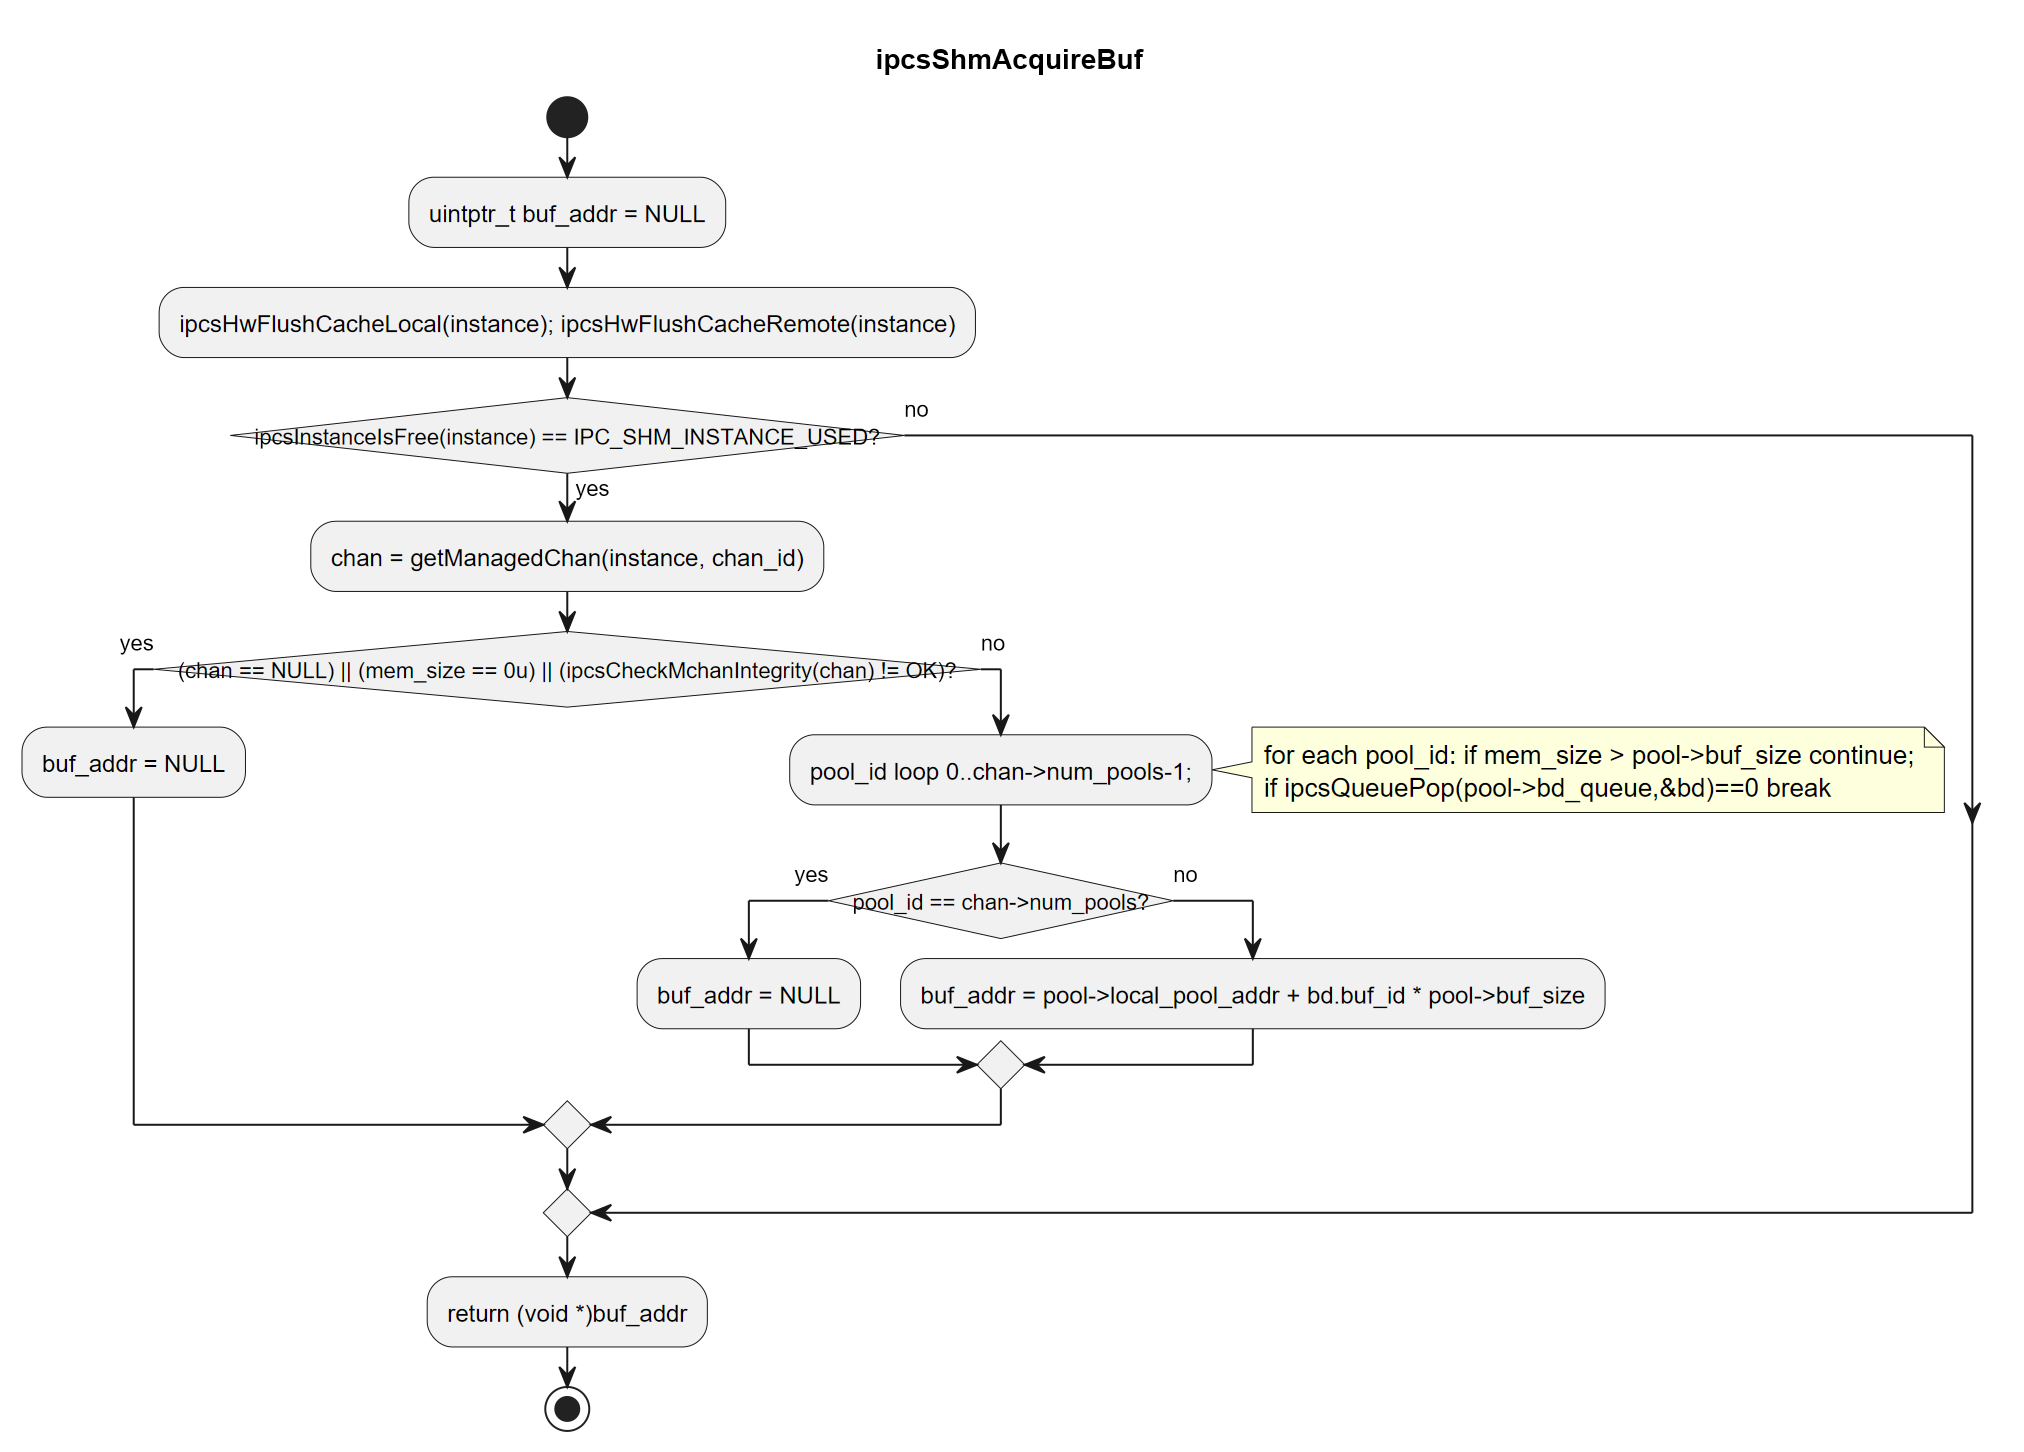 ipcsShmAcquireBuf
uintptr_t buf_addr = NULL
ipcsHwFlushCacheLocal(instance); ipcsHwFlushCacheRemote(instance)
ipcsInstanceIsFree(instance) == IPC_SHM_INSTANCE_USED?
no
yes
chan = getManagedChan(instance, chan_id)
yes
(chan == NULL) || (mem_size == 0u) || (ipcsCheckMchanIntegrity(chan) != OK)?
no
buf_addr = NULL
pool_id loop 0..chan->num_pools-1;
for each pool_id: if mem_size > pool->buf_size continue;
if ipcsQueuePop(pool->bd_queue,&bd)==0 break
yes
pool_id == chan->num_pools?
no
buf_addr = NULL
buf_addr = pool->local_pool_addr + bd.buf_id * pool->buf_size
return (void *)buf_addr